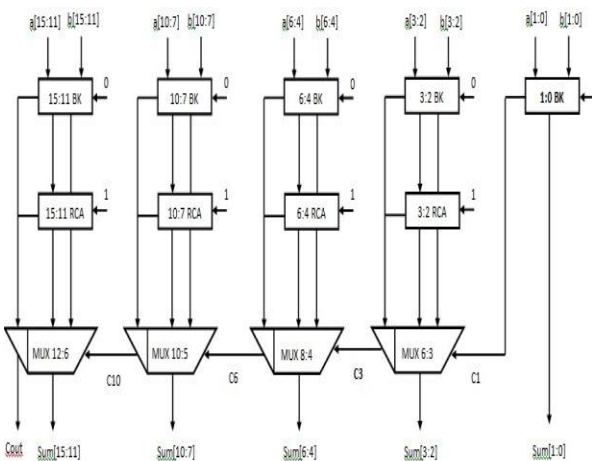 a[15:11] b[15:11] a[10:7] b[10:7] a[6:4] b[6:4] a[3:2] b[3:2] a[1:0] b[1:0]
0 0 0 0
15:11 BK 10:7 BK 6:4 BK 3:2 BK 1:0 BK
1 1 1 1
15:11 RCA 10:7 RCA 6:4 RCA 3:2 RCA
MUX 12:6 MUX 10:5 MUX 8:4 MUX 6:3
C10 C6 C3 C1
Cout Sum[15:11] Sum[10:7] Sum[6:4] Sum[3:2] Sum[1:0]